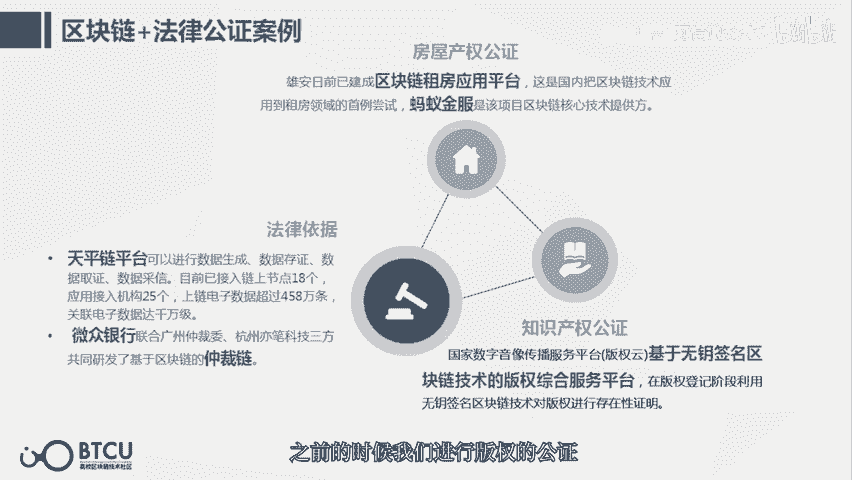 区块链+法律公证案例
房屋产权公证
雄安日前已建成区块链租房应用平台，这是国内把区块链技术应
用到租房领域的首例尝试，蚂蚁金服是该项目区块链核心技术提供方。
法律依据
• 天平链平台可以进行数据生成、数据存证、数
据取证、数据采信。目前已接入链上节点18个，
应用接入机构25个，上链电子数据超过458万条，
关联电子数据达千万级。
• 微众银行联合广州仲裁委、杭州亦笔科技三方
共同研发了基于区块链的仲裁链。
知识产权公证
国家数字音像传播服务平台(版权云)基于无钥签名区
块链技术的版权综合服务平台，在版权登记阶段利用
无钥签名区块链技术对版权进行存在性证明。
BTCU
高校区块链技术社区
之前的时候我们进行版权的公证